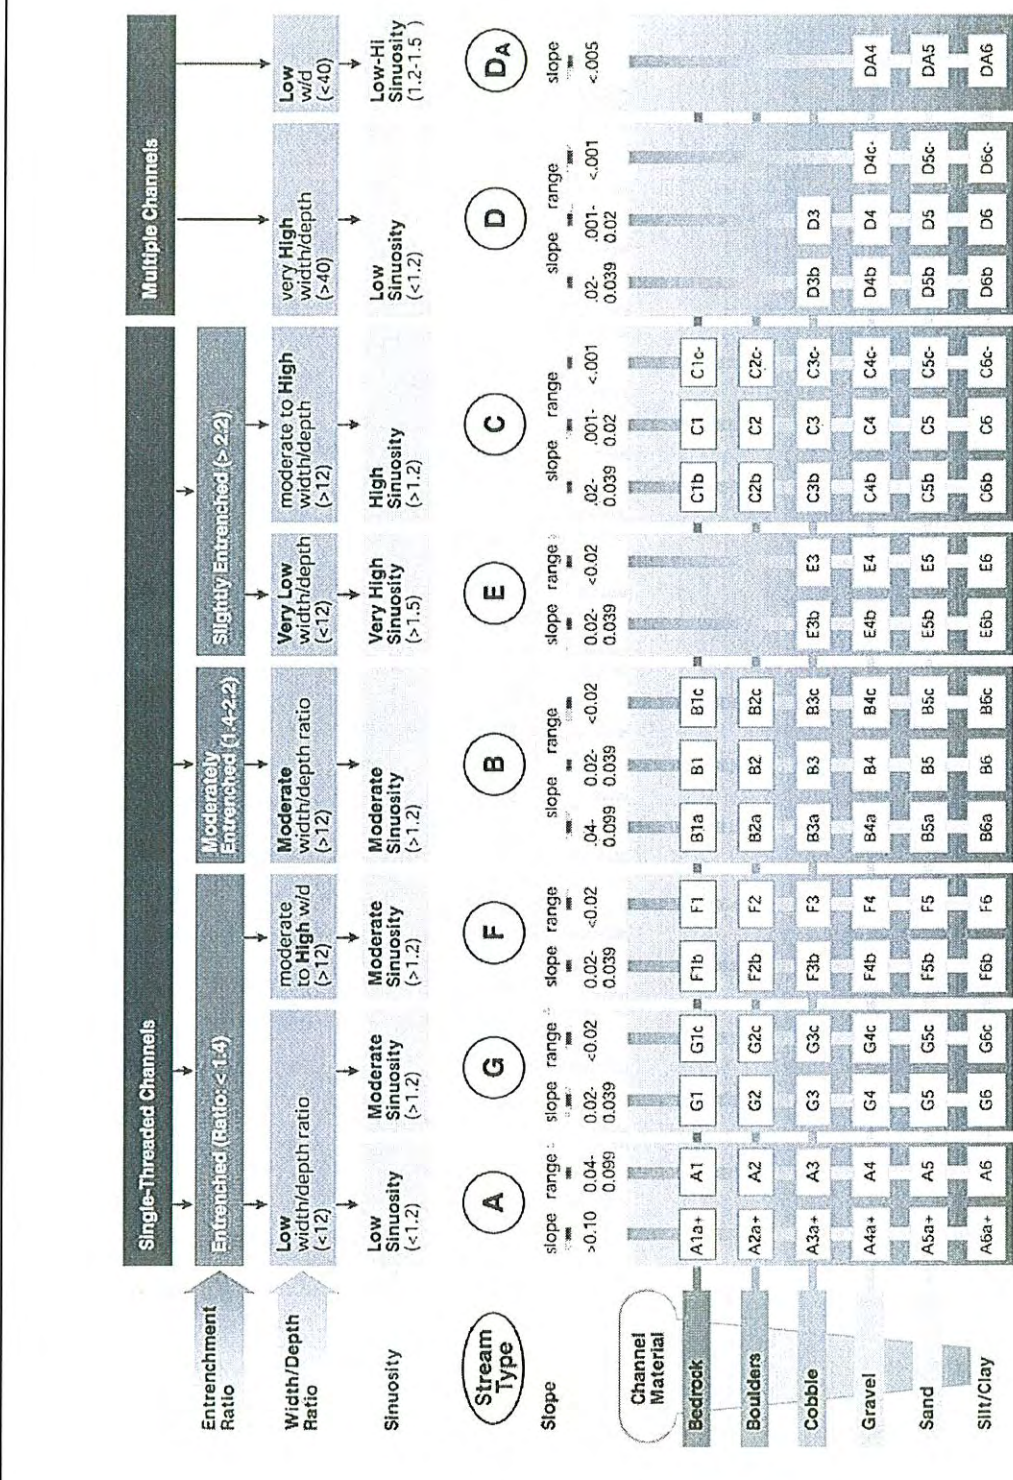 Single-Threaded Channels
Multiple Channels
Entrenchment
Ratio
Entrenched (Ratio: < 1.4)
Moderately
Entrenched (1.4-2.2)
Slightly Entrenched (>2.2)
Width/Depth
Ratio
Low
width/depth ratio
(<12)
moderate
to High w/d
(>12)
Moderate
width/depth ratio
(>12)
Very Low
width/depth
(<12)
moderate to High
width/depth
(>12)
very High
width/depth
(>40)
Low
w/d
(<40)
Sinuosity
Low
Sinuosity
(<1.2)
Moderate
Sinuosity
(>1.2)
Moderate
Sinuosity
(>1.2)
Moderate
Sinuosity
(>1.2)
Very High
Sinuosity
(>1.5)
High
Sinuosity
(>1.2)
Low
Sinuosity
(<1.2)
Low-Hi
Sinuosity
(1.2-1.5)
Stream
Type
A
G
F
B
E
C
D
DA
Slope
slope range
>0.10
0.04-
0.099
slope range
0.02-
0.039
<0.02
slope range
0.02-
0.039
<0.02
slope range
.04-
0.099
0.02-
0.039
<0.02
slope range
0.02-
0.039
<0.02
slope range
.02-
0.039
.001-
0.02
<.001
slope range
.02-
0.039
.001-
0.02
<.001
slope
<.005
Channel
Material
Bedrock
A1a+ A1 G1 G1c F1b F1 B1a B1 B1c C1b C1 C1c-
Boulders
A2a+ A2 G2 G2c F2b F2 B2a B2 B2c C2b C2 C2c-
Cobble
A3a+ A3 G3 G3c F3b F3 B3a B3 B3c E3b E3 C3b C3 C3c- D3b D3
Gravel
A4a+ A4 G4 G4c F4b F4 B4a B4 B4c E4b E4 C4b C4 C4c- D4b D4 D4c- DA4
Sand
A5a+ A5 G5 G5c F5b F5 B5a B5 B5c E5b E5 C5b C5 C5c- D5b D5 D5c- DA5
Silt/Clay
A6a+ A6 G6 G6c F6b F6 B6a B6 B6c E6b E6 C6b C6 C6c- D6b D6 D6c- DA6